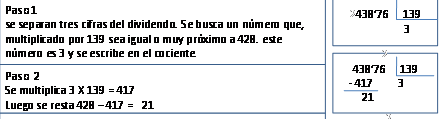 Paso 1
se separan tres cifras del dividendo. Se busca un número que,
multiplicado por 139 sea igual o muy próximo a 428. este
número es 3 y se escribe en el cociente.
438'76 139
3
Paso 2
Se multiplica 3 X 139 = 417
Luego se resta 428 – 417 = 21
438'76 139
- 417 3
21